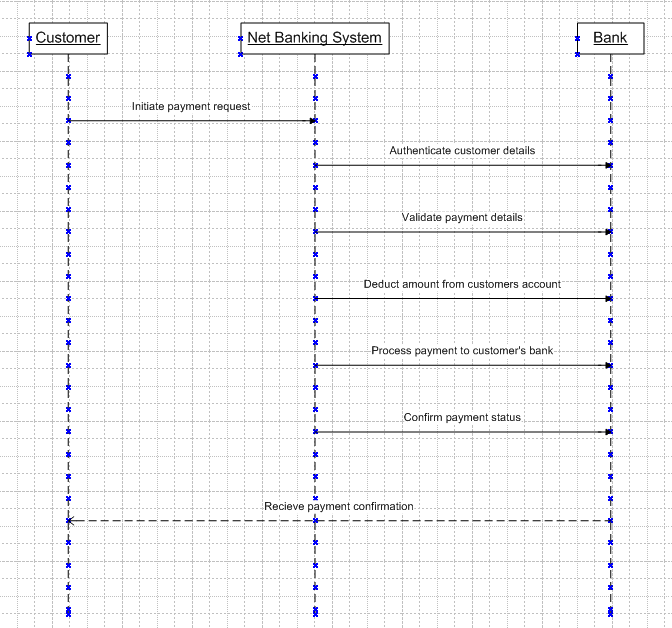 Customer
Net Banking System
Bank
Initiate payment request
Authenticate customer details
Validate payment details
Deduct amount from customers account
Process payment to customer's bank
Confirm payment status
Recieve payment confirmation